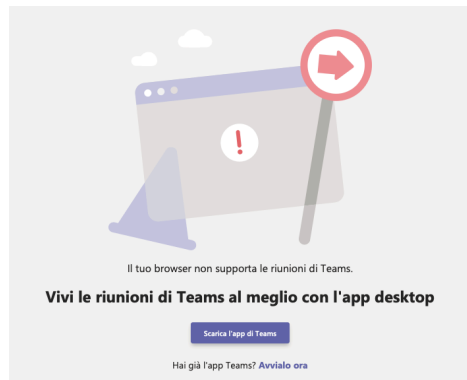 Il tuo browser non supporta le riunioni di Teams.
Vivi le riunioni di Teams al meglio con l'app desktop
Scarica l'app di Teams
Hai già l'app Teams? Avvialo ora